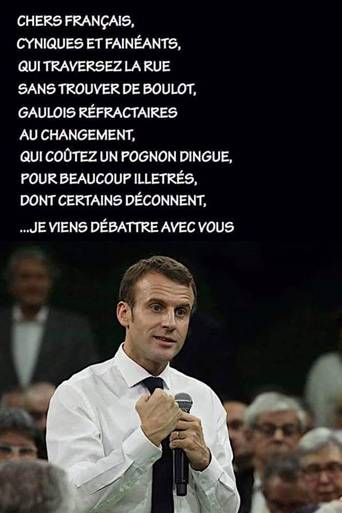 CHERS FRANÇAIS,
CYNIQUES ET FAINÉANTS,
QUI TRAVERSEZ LA RUE
SANS TROUVER DE BOULOT,
GAULOIS RÉFRACTAIRES
AU CHANGEMENT,
QUI COÛTEZ UN POGNON DINGUE,
POUR BEAUCOUP ILLETRÉS,
DONT CERTAINS DÉCONNENT,
...JE VIENS DÉBATTRE AVEC VOUS